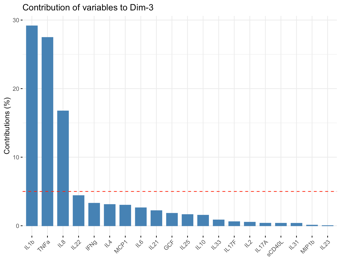 Contribution of variables to Dim-3
Contributions (%)
30
20
10
0
IL1b
TNFa
IL8
IL22
IFNg
IL4
MCP1
IL6
IL21
GCF
IL25
IL10
IL33
IL17F
IL2
IL17A
sCD40L
IL31
MIP1b
IL23